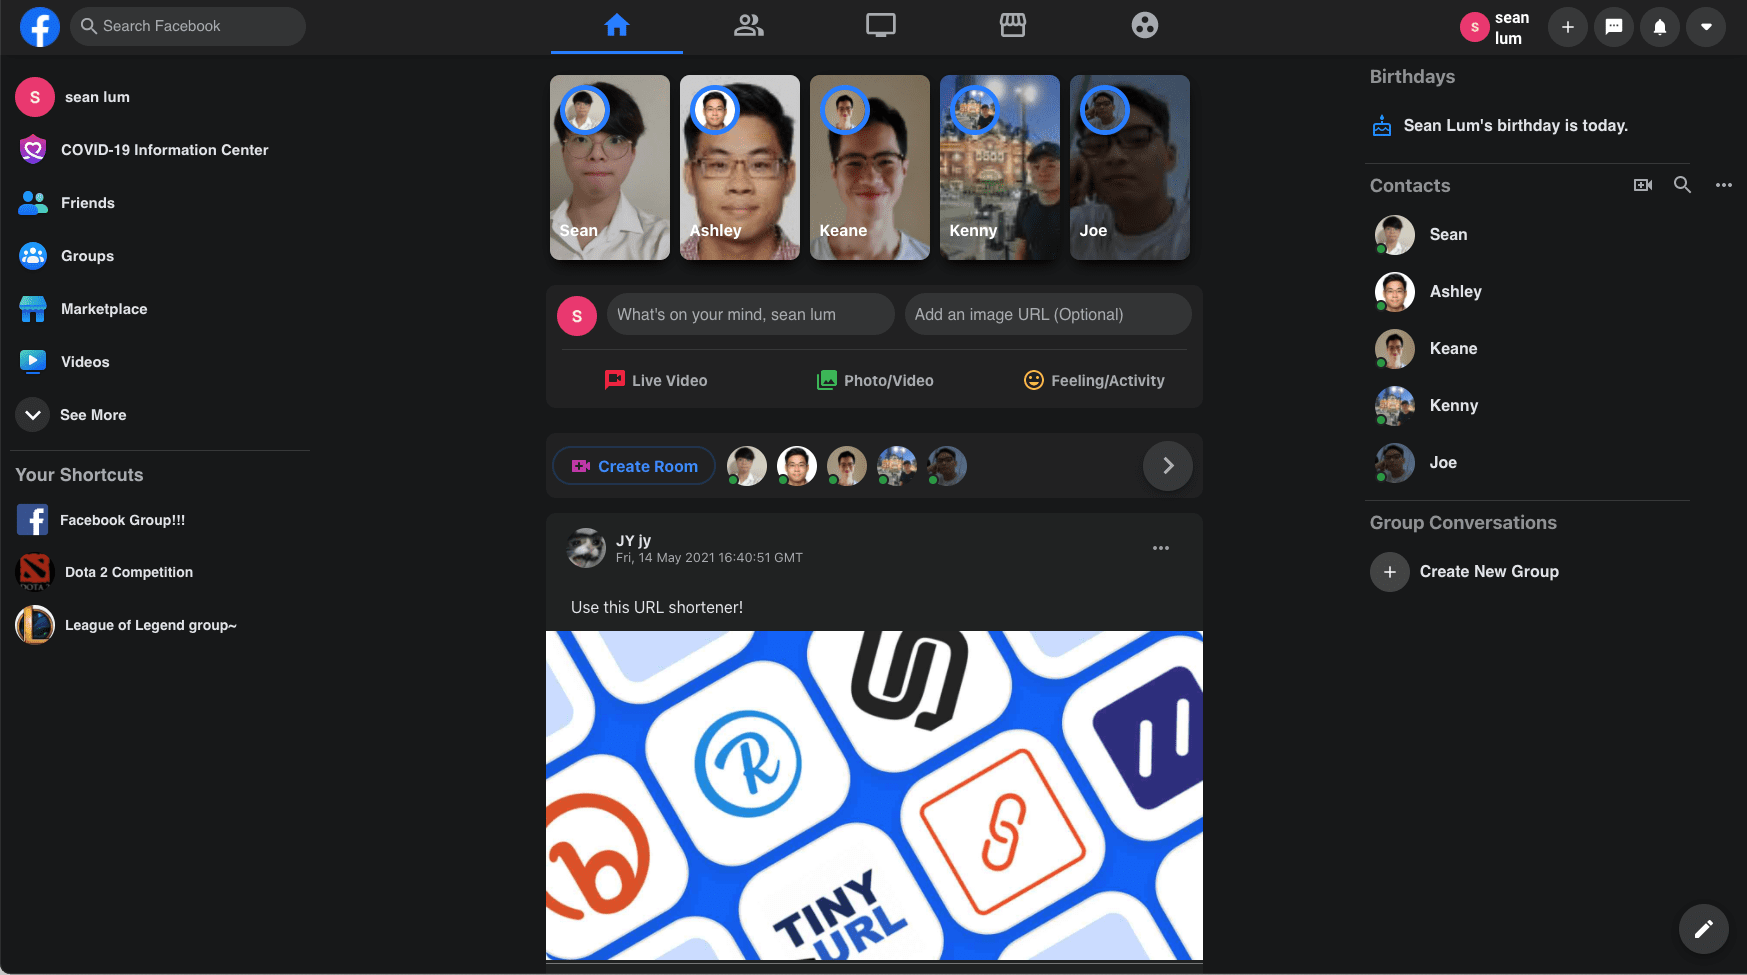 Search Facebook
S
sean
lum
S
sean lum
COVID-19 Information Center
Friends
Groups
Marketplace
Videos
See More
Your Shortcuts
Facebook Group!!!
DOTA 2
Dota 2 Competition
League of Legend group~
Sean
Ashley
Keane
Kenny
Joe
S
What's on your mind, sean lum
Add an image URL (Optional)
Live Video
Photo/Video
Feeling/Activity
Create Room
JY jy
Fri, 14 May 2021 16:40:51 GMT
Use this URL shortener!
R
b
TINY
URL
Birthdays
Sean Lum's birthday is today.
Contacts
Sean
Ashley
Keane
Kenny
Joe
Group Conversations
Create New Group